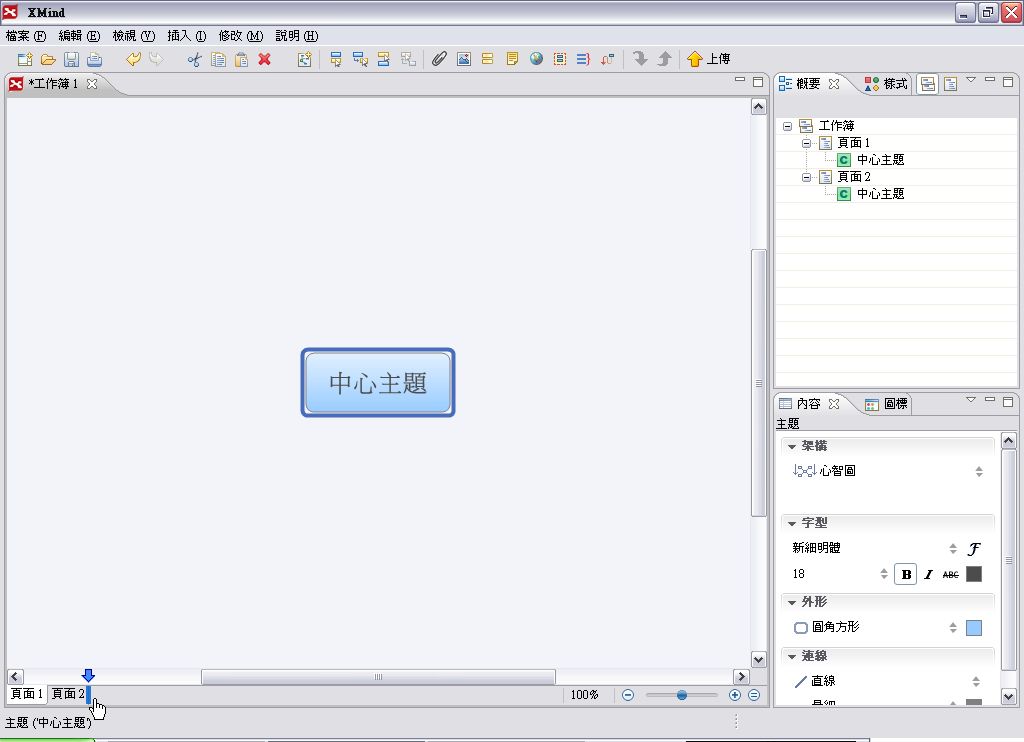 XMind
檔案 (F) 編輯 (E) 檢視 (V) 插入 (I) 修改 (M) 說明 (H)
上傳
*工作簿 1
概要
樣式
工作簿
頁面 1
中心主題
頁面 2
中心主題
中心主題
內容
圖標
主題
架構
心智圖
字型
新細明體
18
B I ABC
外形
圓角方形
連線
直線
最細
頁面 1 頁面 2
100%
主題 ('中心主題')